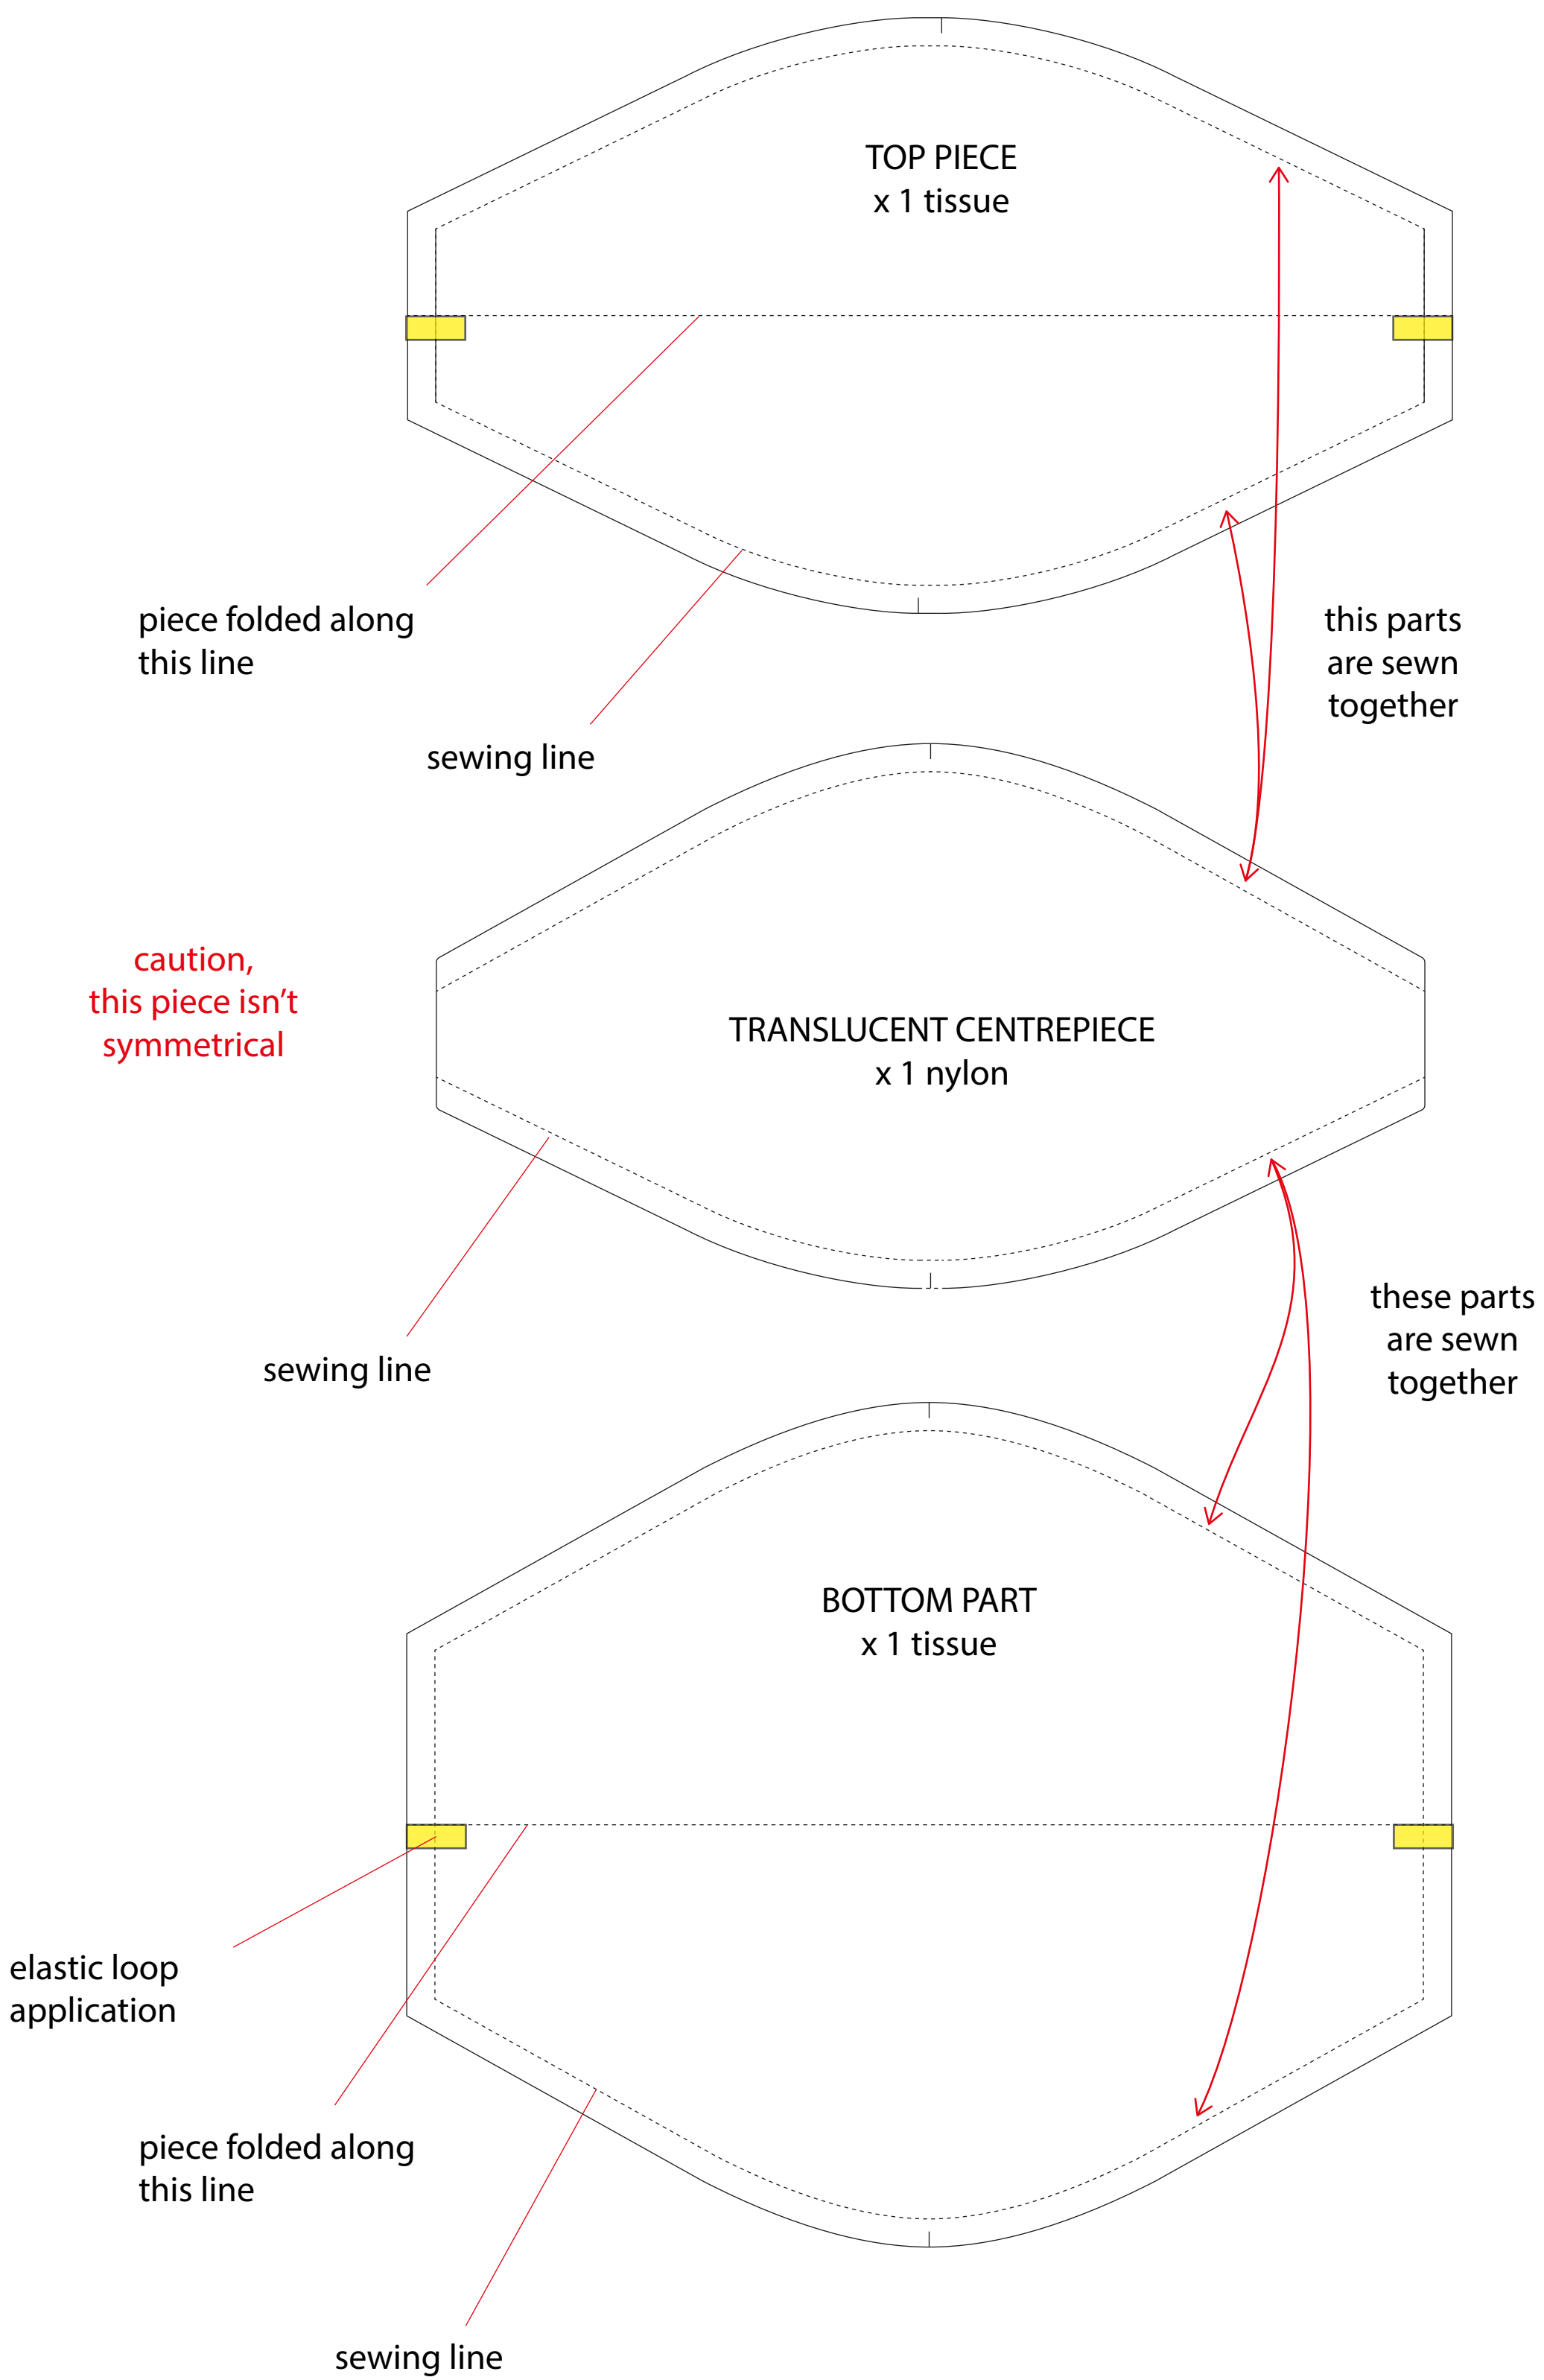 TOP PIECE
x 1 tissue
piece folded along
this line
this parts
are sewn
together
sewing line
caution,
this piece isn't
symmetrical
TRANSLUCENT CENTREPIECE
x 1 nylon
these parts
are sewn
together
sewing line
BOTTOM PART
x 1 tissue
elastic loop
application
piece folded along
this line
sewing line